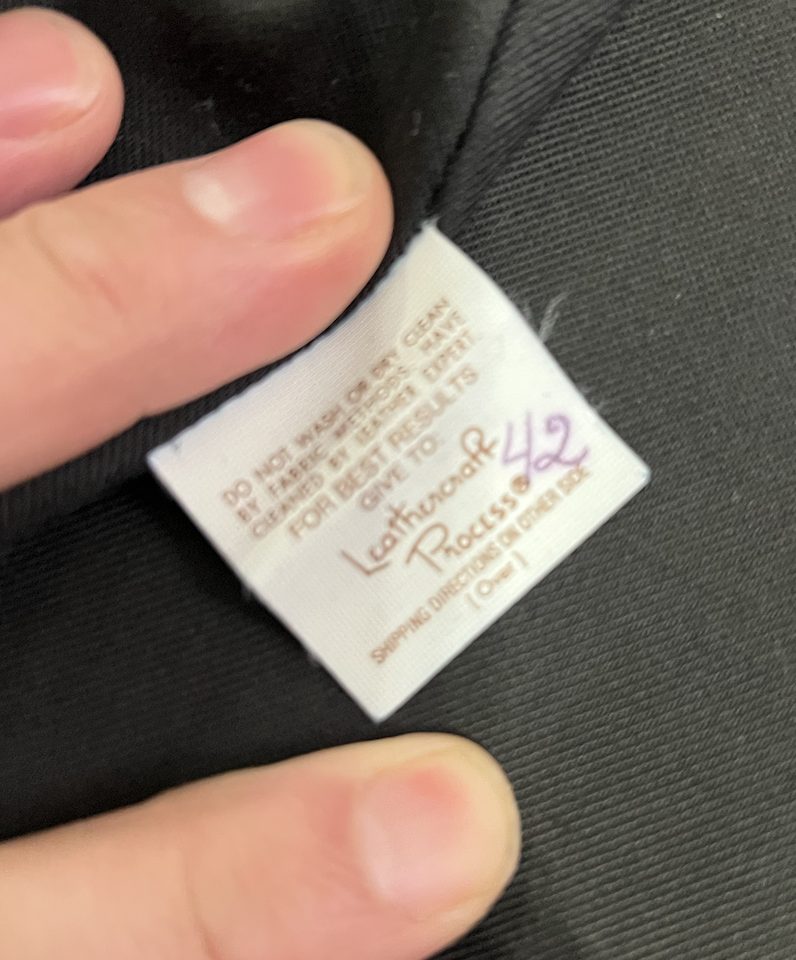 DO NOT WASH OR DRY CLEAN
BY FABRIC METHODS. HAVE
CLEANED BY LEATHER EXPERT
FOR BEST RESULTS
GIVE TO:
Leathercraft 42
Process®
SHIPPING DIRECTIONS ON OTHER SIDE
(Over)